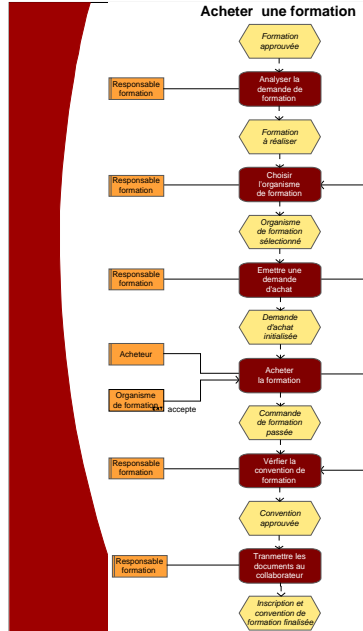 Acheter une formation
Formation
approuvée
Responsable
formation
Analyser la
demande de
formation
Formation
à réaliser
Responsable
formation
Choisir
l'organisme
de formation
Organisme
de formation
sélectionné
Responsable
formation
Emettre une
demande
d'achat
Demande
d'achat
initialisée
Acheteur
Acheter
la formation
Organisme
de formation
accepte
Commande
de formation
passée
Responsable
formation
Vérfier la
convention de
formation
Convention
approuvée
Responsable
formation
Tranmettre les
documents au
collaborateur
Inscription et
convention de
formation finalisée